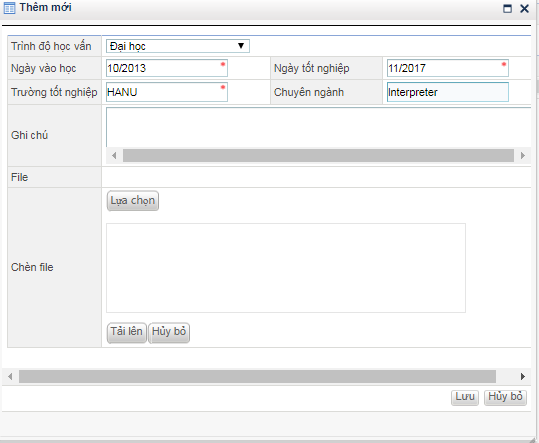 Thêm mới
Trình độ học vấn Đại học
Ngày vào học 10/2013 * Ngày tốt nghiệp 11/2017 *
Trường tốt nghiệp HANU * Chuyên ngành Interpreter
Ghi chú
File
Lựa chọn
Chèn file
Tải lên Hủy bỏ
Lưu Hủy bỏ